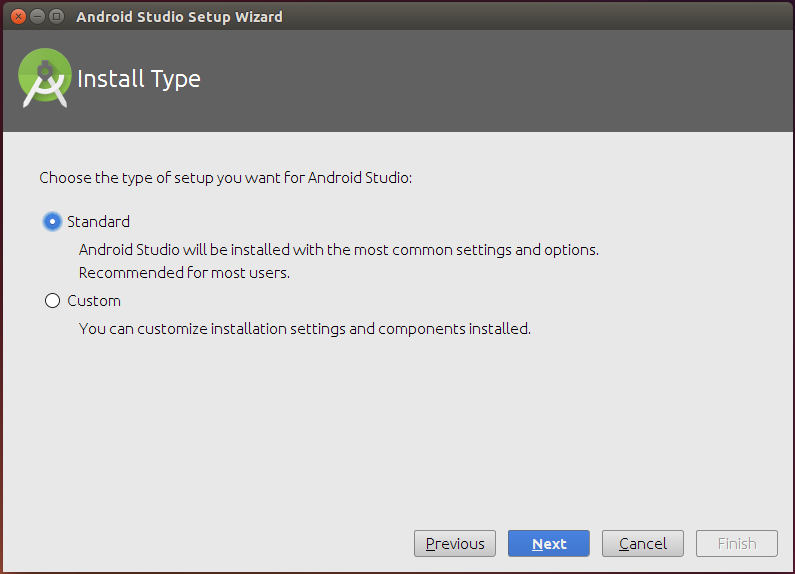 Android Studio Setup Wizard
Install Type
Choose the type of setup you want for Android Studio:
Standard
Android Studio will be installed with the most common settings and options.
Recommended for most users.
Custom
You can customize installation settings and components installed.
Previous Next Cancel Finish